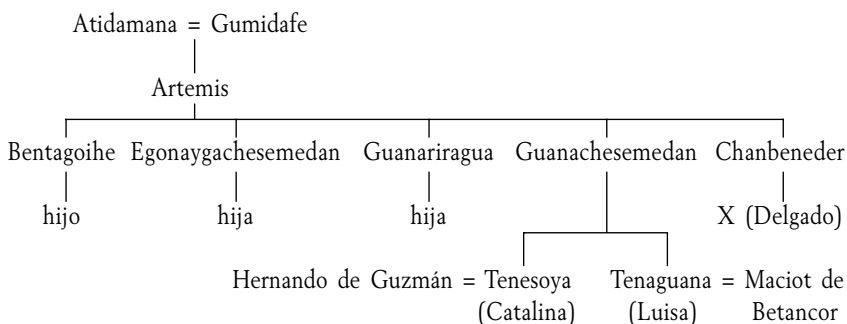 Atidamana = Gumidafe
Artemis
Bentagoihe Egonaygachesemedan Guanariragua Guanachesemedan Chanbeneder
hijo hija hija X (Delgado)
Hernando de Guzmán = Tenesoya Tenaguana = Maciot de
(Catalina) (Luisa) Betancor